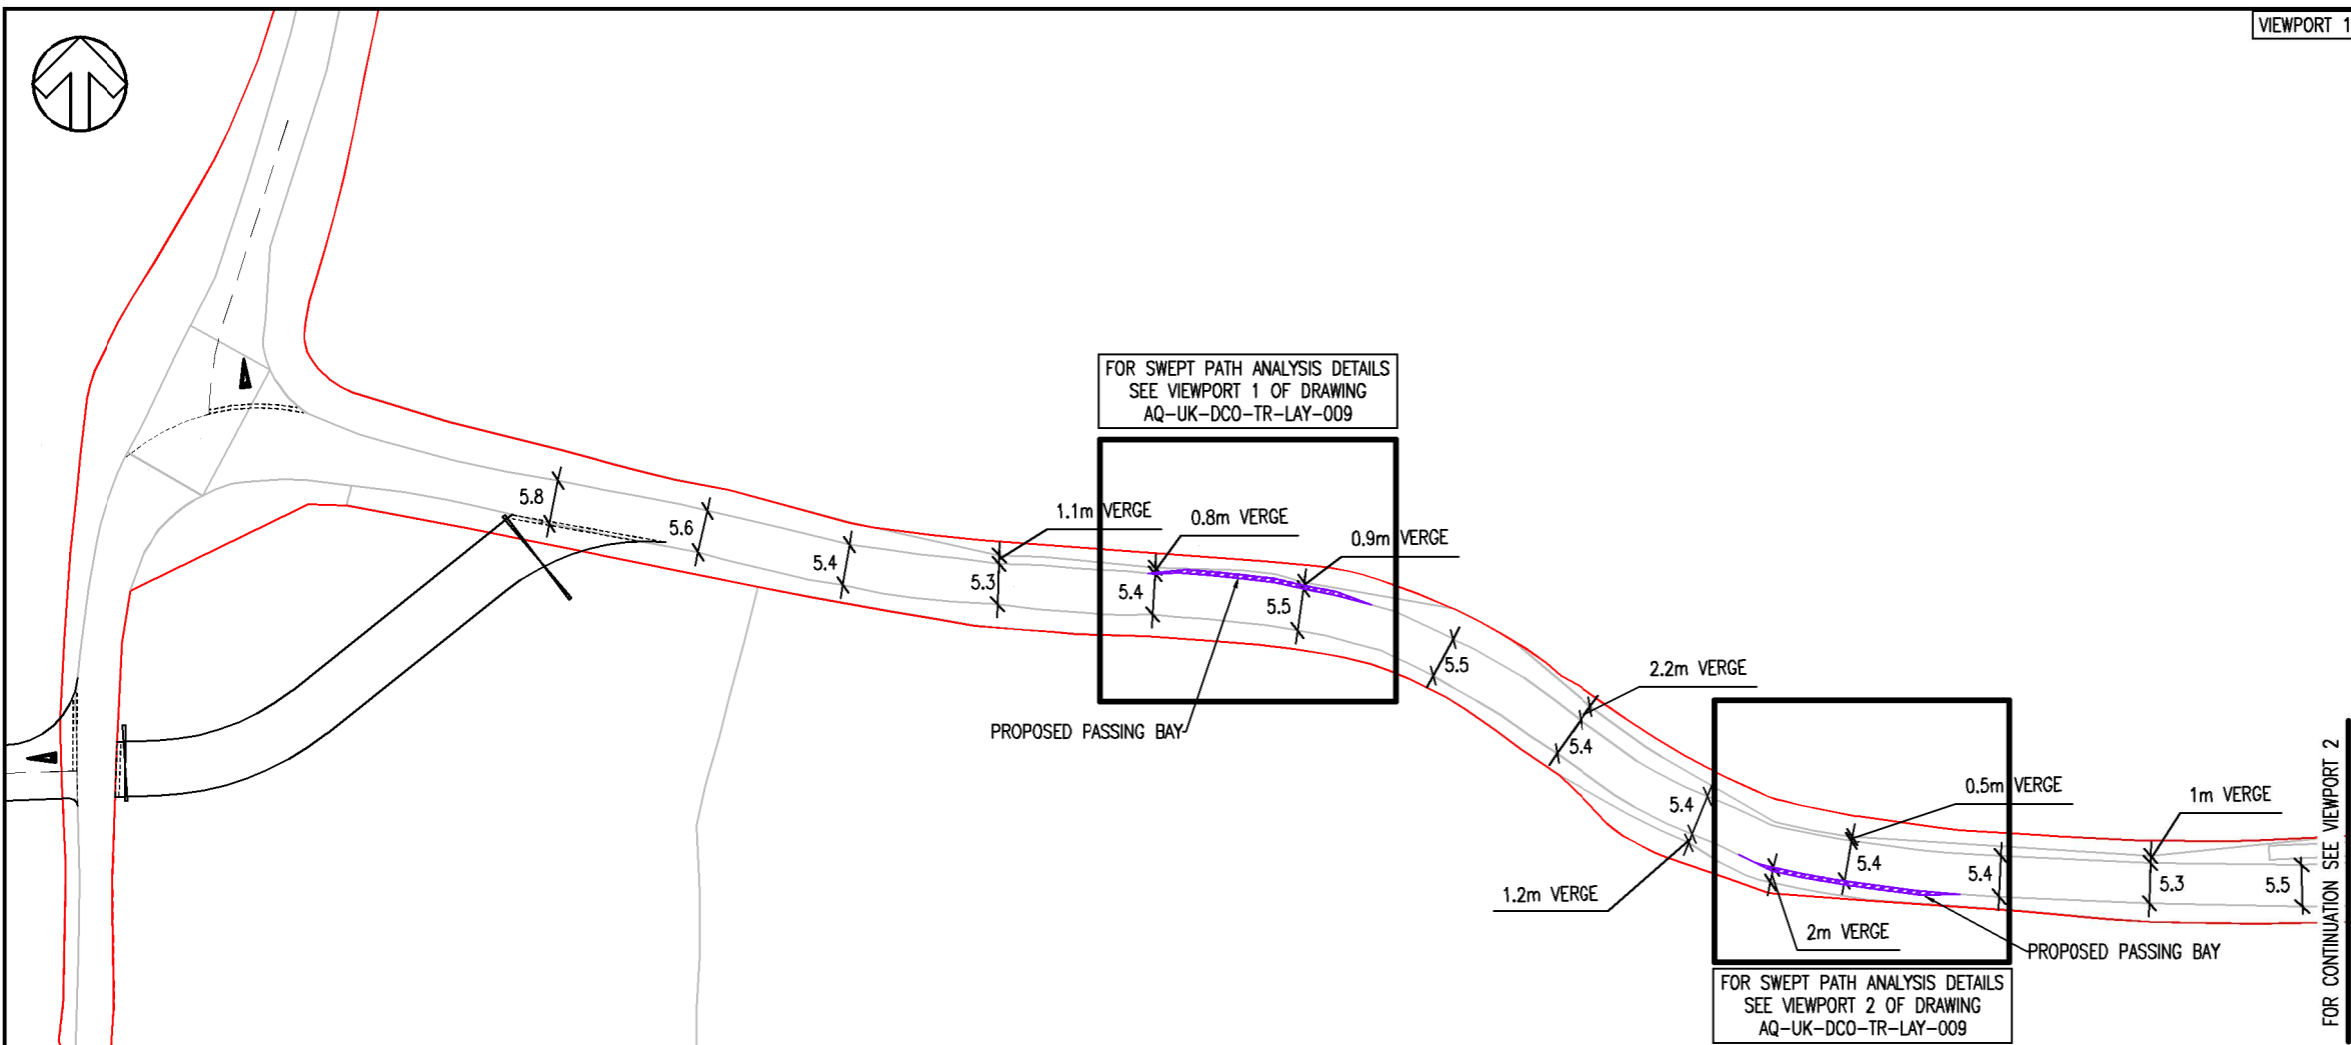 VIEWPORT 1
FOR SWEPT PATH ANALYSIS DETAILS
SEE VIEWPORT 1 OF DRAWING
AQ-UK-DCO-TR-LAY-009
5.8
5.6
5.4
1.1m VERGE
5.3
0.8m VERGE
5.4
0.9m VERGE
5.5
PROPOSED PASSING BAY
5.5
2.2m VERGE
5.4
5.4
1.2m VERGE
0.5m VERGE
5.4
2m VERGE
5.4
1m VERGE
5.3
5.5
PROPOSED PASSING BAY
FOR SWEPT PATH ANALYSIS DETAILS
SEE VIEWPORT 2 OF DRAWING
AQ-UK-DCO-TR-LAY-009
FOR CONTINUATION SEE VIEWPORT 2